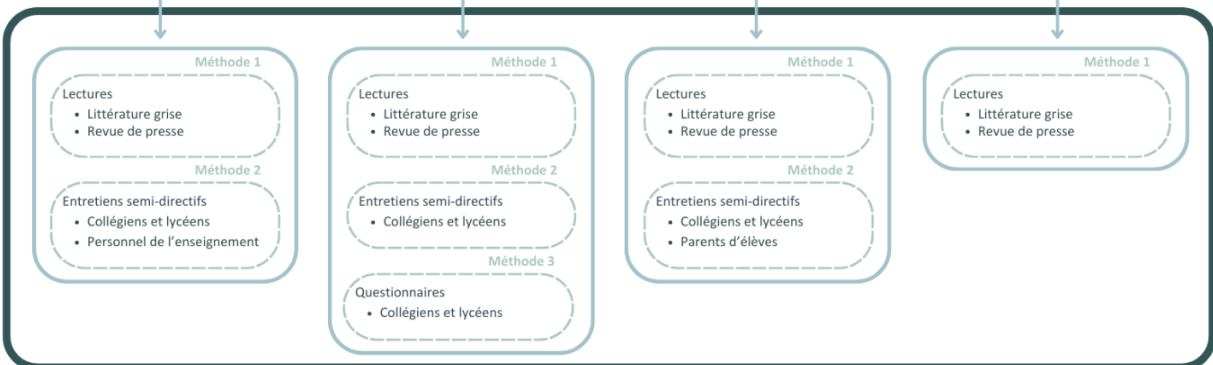 Méthode 1
Lectures
• Littérature grise
• Revue de presse
Méthode 2
Entretiens semi-directifs
• Collégiens et lycéens
• Personnel de l'enseignement
Méthode 1
Lectures
• Littérature grise
• Revue de presse
Méthode 2
Entretiens semi-directifs
• Collégiens et lycéens
Méthode 3
Questionnaires
• Collégiens et lycéens
Méthode 1
Lectures
• Littérature grise
• Revue de presse
Méthode 2
Entretiens semi-directifs
• Collégiens et lycéens
• Parents d'élèves
Méthode 1
Lectures
• Littérature grise
• Revue de presse